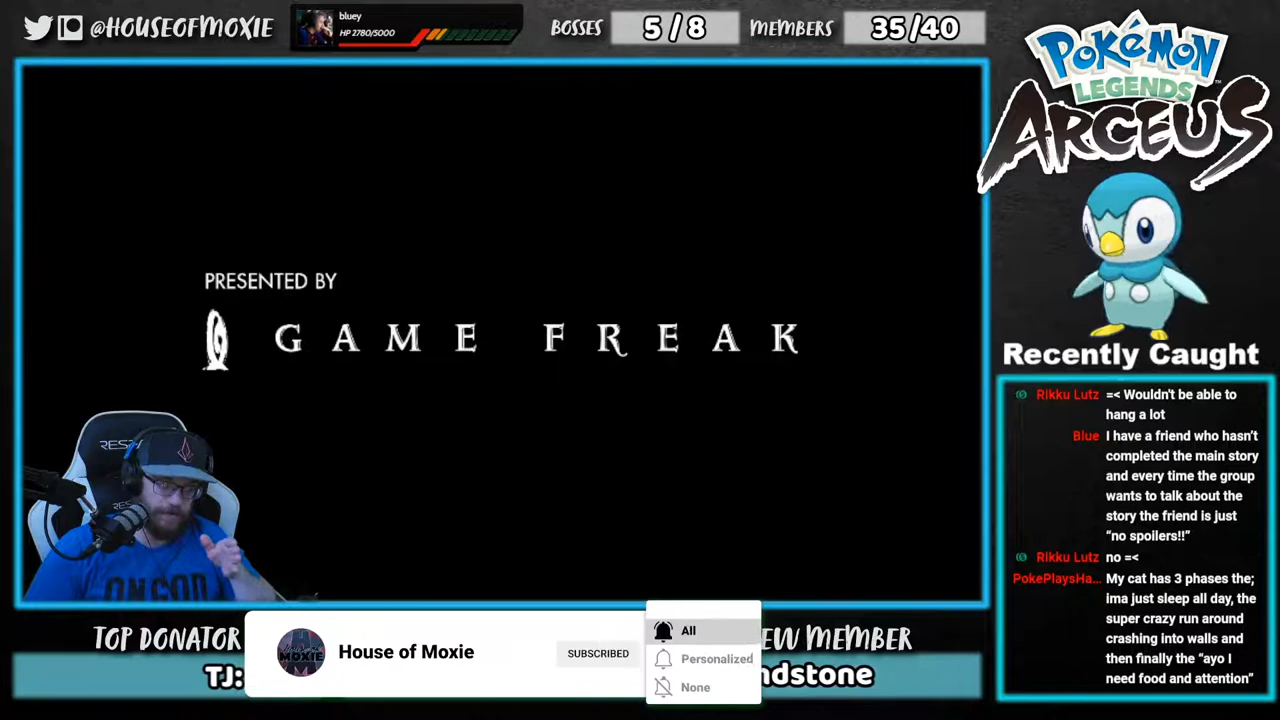 @HOUSEOFMOXIE
bluey
HP 2780/5000
BOSSES
5 / 8
MEMBERS
35/40
POKéMON
LEGENDS
ARCEUS
PRESENTED BY
GAME FREAK
Recently Caught
Rikku Lutz =< Wouldn't be able to
hang a lot
Blue I have a friend who hasn't
completed the main story
and every time the group
wants to talk about the
story the friend is just
"no spoilers!!"
Rikku Lutz no =<
PokePlaysHa... My cat has 3 phases the;
ima just sleep all day, the
super crazy run around
crashing into walls and
then finally the "ayo I
need food and attention"
ON GOD
TOP DONATOR
TJ:
MOXIE
House of Moxie
SUBSCRIBED
All
Personalized
None
EW MEMBER
ndstone